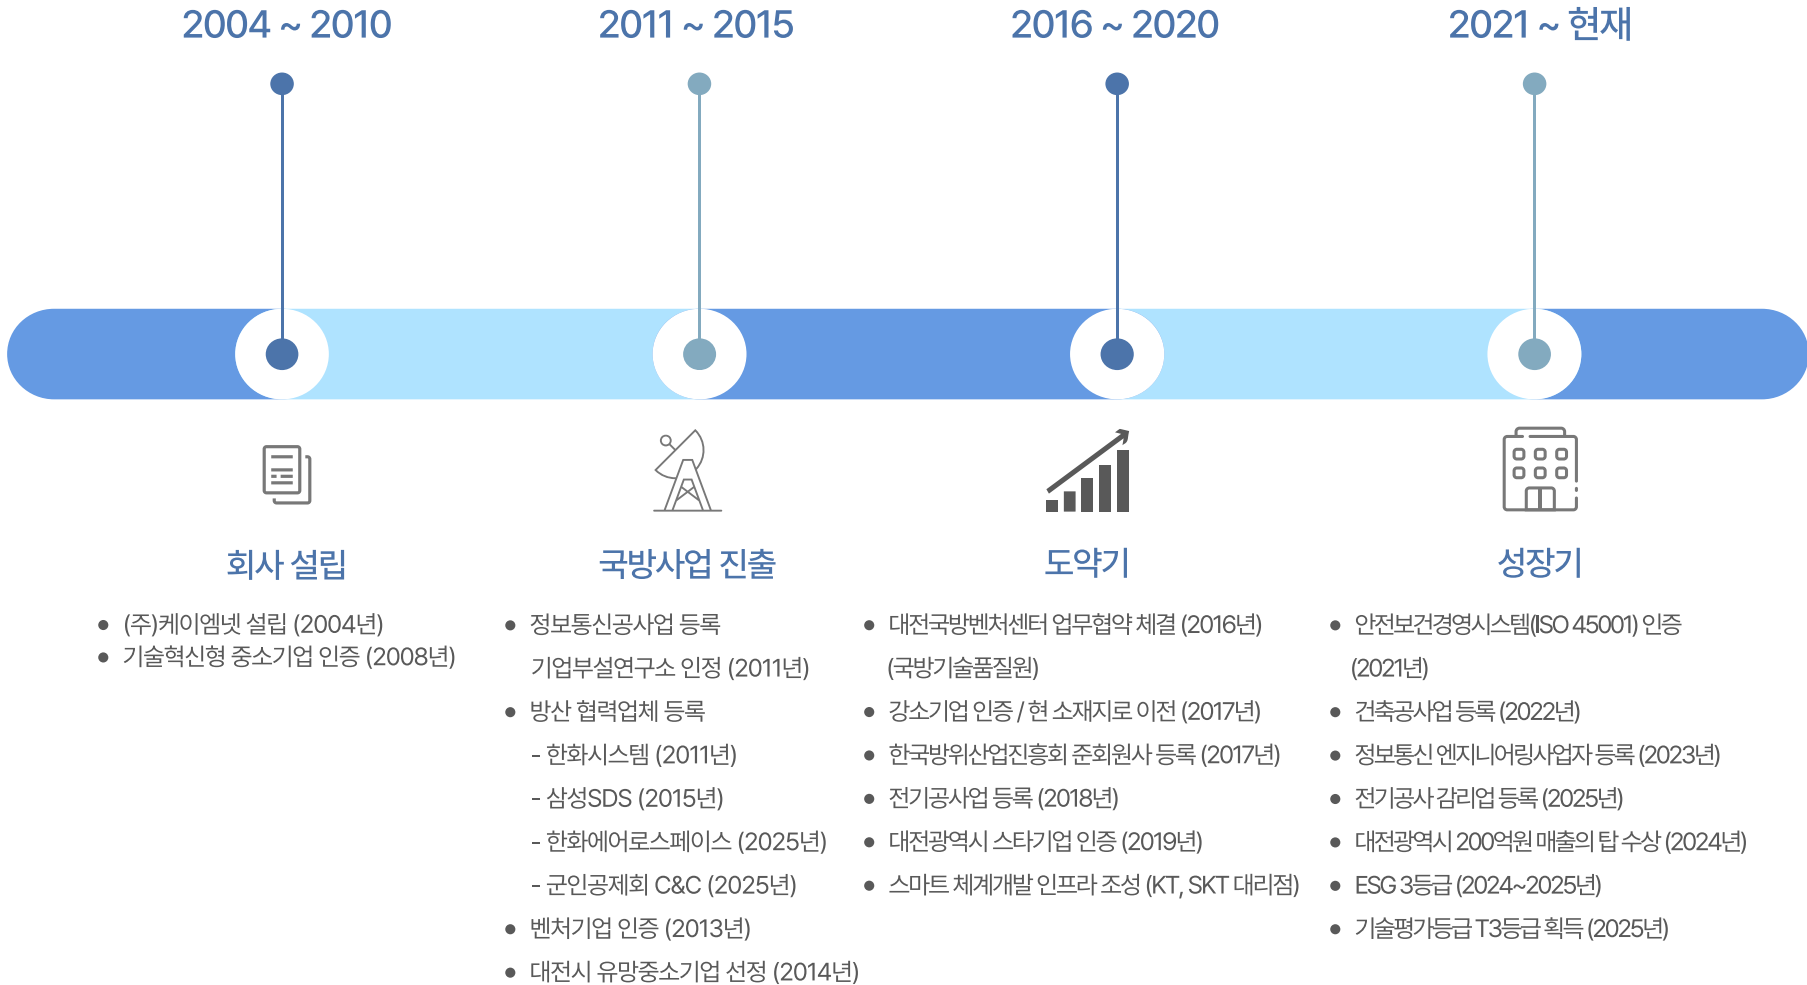 2004 ~ 2010
2011 ~ 2015
2016 ~ 2020
2021 ~ 현재
회사 설립
● (주)케이엠넷 설립 (2004년)
● 기술혁신형 중소기업 인증 (2008년)
국방사업 진출
● 정보통신공사업 등록
기업부설연구소 인정 (2011년)
● 방산 협력업체 등록
- 한화시스템 (2011년)
- 삼성SDS (2015년)
- 한화에어로스페이스 (2025년)
- 군인공제회 C&C (2025년)
● 벤처기업 인증 (2013년)
● 대전시 유망중소기업 선정 (2014년)
도약기
● 대전국방벤처센터 업무협약 체결 (2016년)
(국방기술품질원)
● 강소기업 인증 / 현 소재지로 이전 (2017년)
● 한국방위산업진흥회 준회원사 등록 (2017년)
● 전기공사업 등록 (2018년)
● 대전광역시 스타기업 인증 (2019년)
● 스마트 체계개발 인프라 조성 (KT, SKT 대리점)
성장기
● 안전보건경영시스템(ISO 45001) 인증
(2021년)
● 건축공사업 등록 (2022년)
● 정보통신 엔지니어링사업자 등록 (2023년)
● 전기공사 감리업 등록 (2025년)
● 대전광역시 200억원 매출의 탑 수상 (2024년)
● ESG 3등급 (2024~2025년)
● 기술평가등급 T3등급 획득 (2025년)